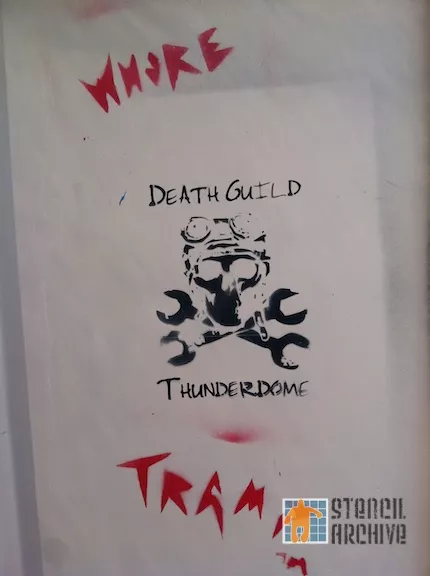 WHORE
DEATH GUILD
THUNDERDOME
TRAM
STENCIL
ARCHIVE